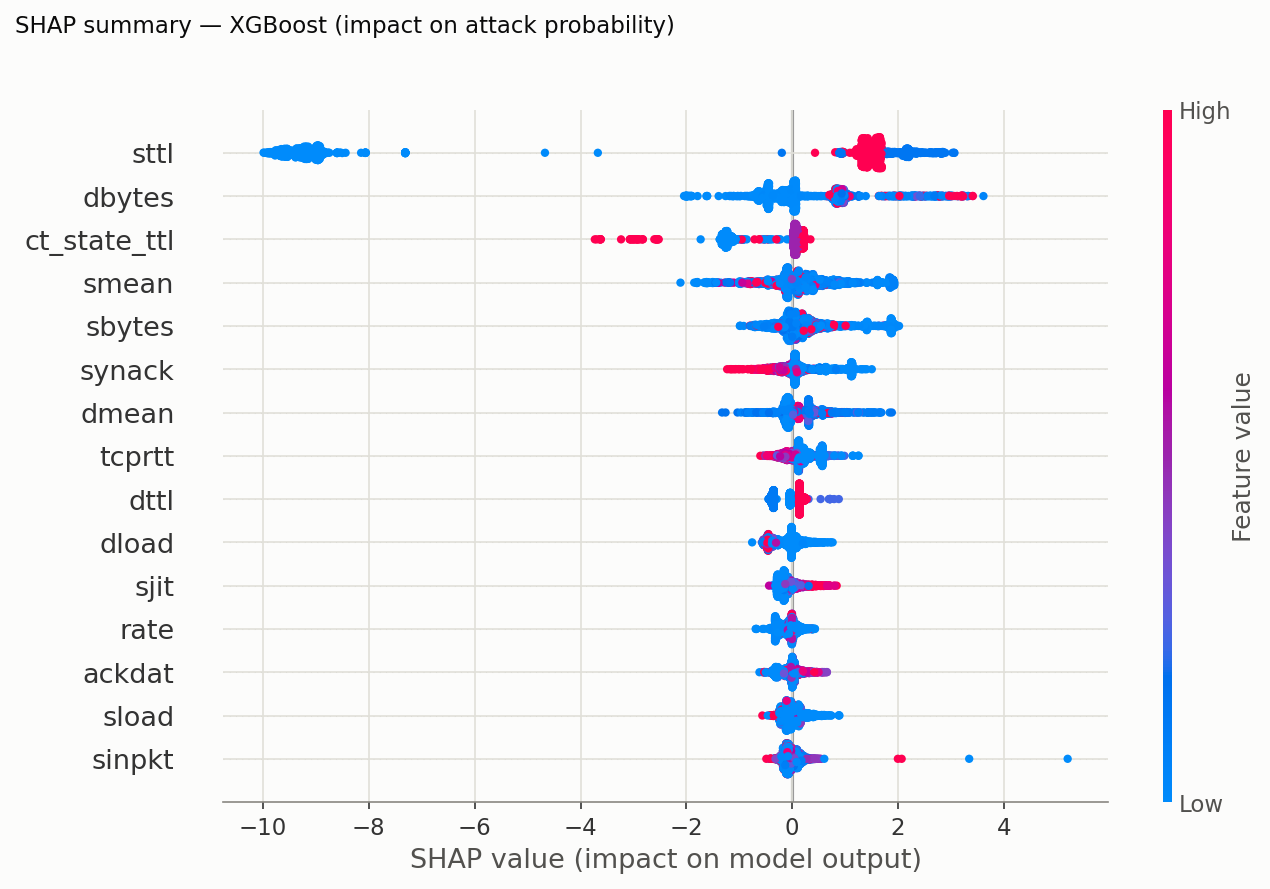 SHAP summary — XGBoost (impact on attack probability)
High
sttl
dbytes
ct_state_ttl
smean
sbytes
synack
dmean
tcprtt
dttl
dload
sjit
rate
ackdat
sload
sinpkt
Feature value
Low
−10 −8 −6 −4 −2 0 2 4
SHAP value (impact on model output)